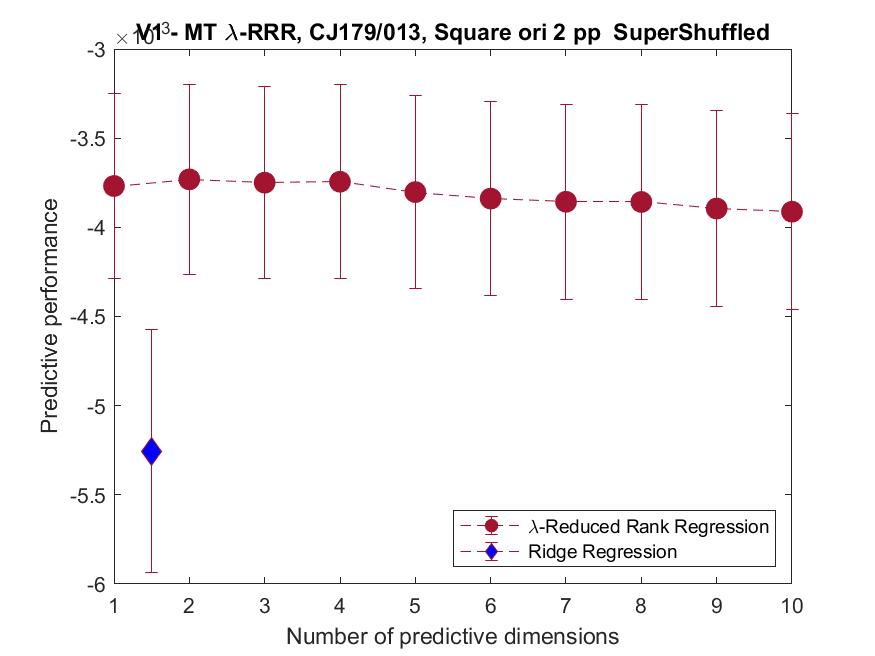 V1 - MT λ-RRR, CJ179/013, Square ori 2 pp  SuperShuffled
-3
-3.5
-4
-4.5
-5
-5.5
-6
Predictive performance
1 2 3 4 5 6 7 8 9 10
Number of predictive dimensions
λ-Reduced Rank Regression
Ridge Regression